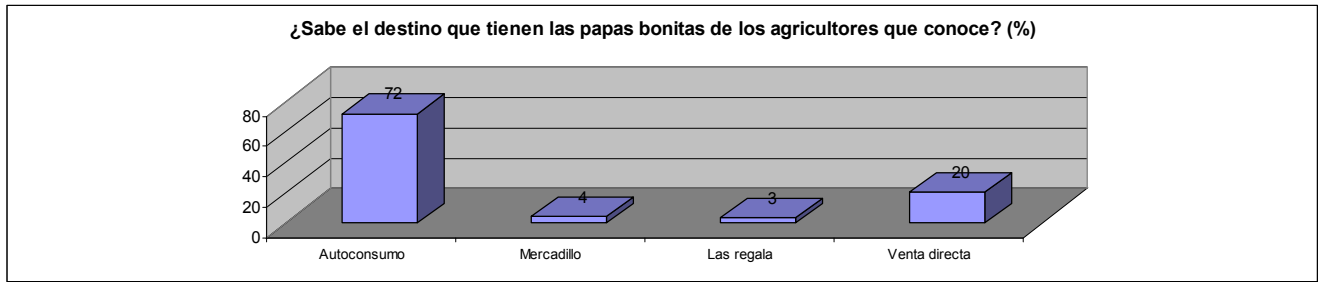 ¿Sabe el destino que tienen las papas bonitas de los agricultores que conoce? (%)
80
60
40
20
0
72
4
3
20
Autoconsumo
Mercadillo
Las regala
Venta directa